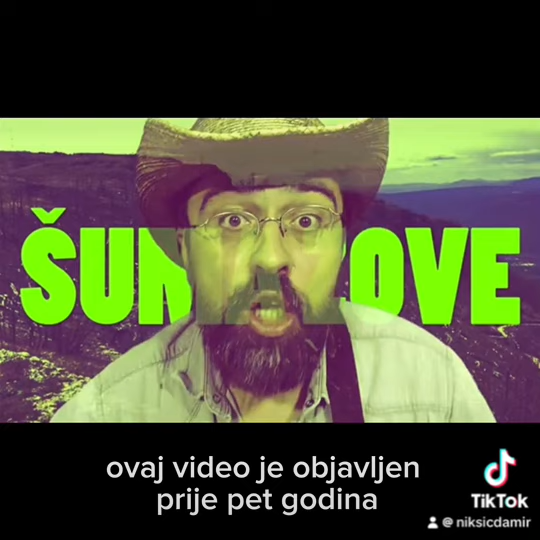 ovaj video je objavljen
prije pet godina
TikTok
@ niksicdamir